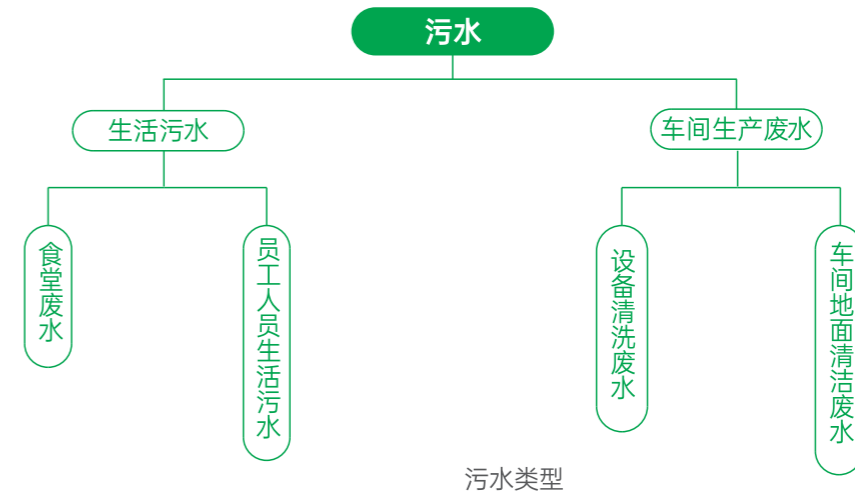 污水
生活污水
车间生产废水
食堂废水
员工人员生活污水
设备清洗废水
车间地面清洁废水
污水类型